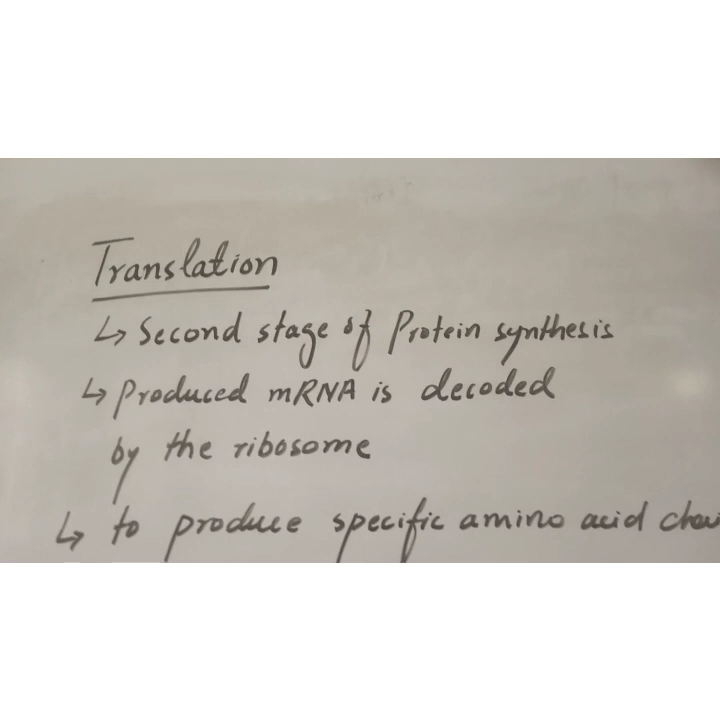 Translation
↳ Second stage of Protein synthesis
↳ Produced mRNA is decoded
by the ribosome
↳ to produce specific amino acid